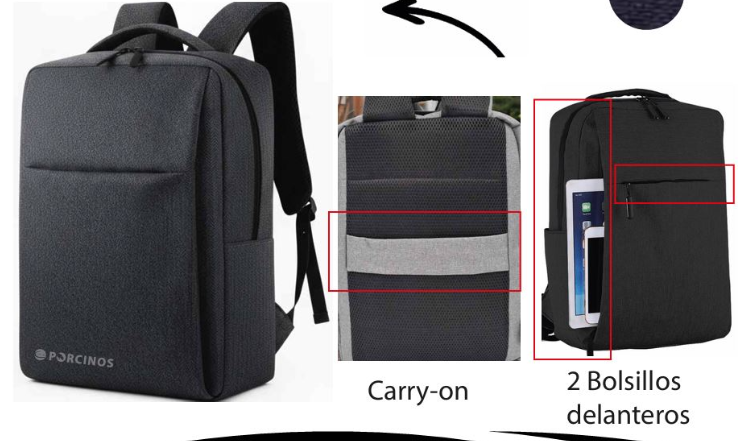 PORCINOS
Carry-on
2 Bolsillos
delanteros